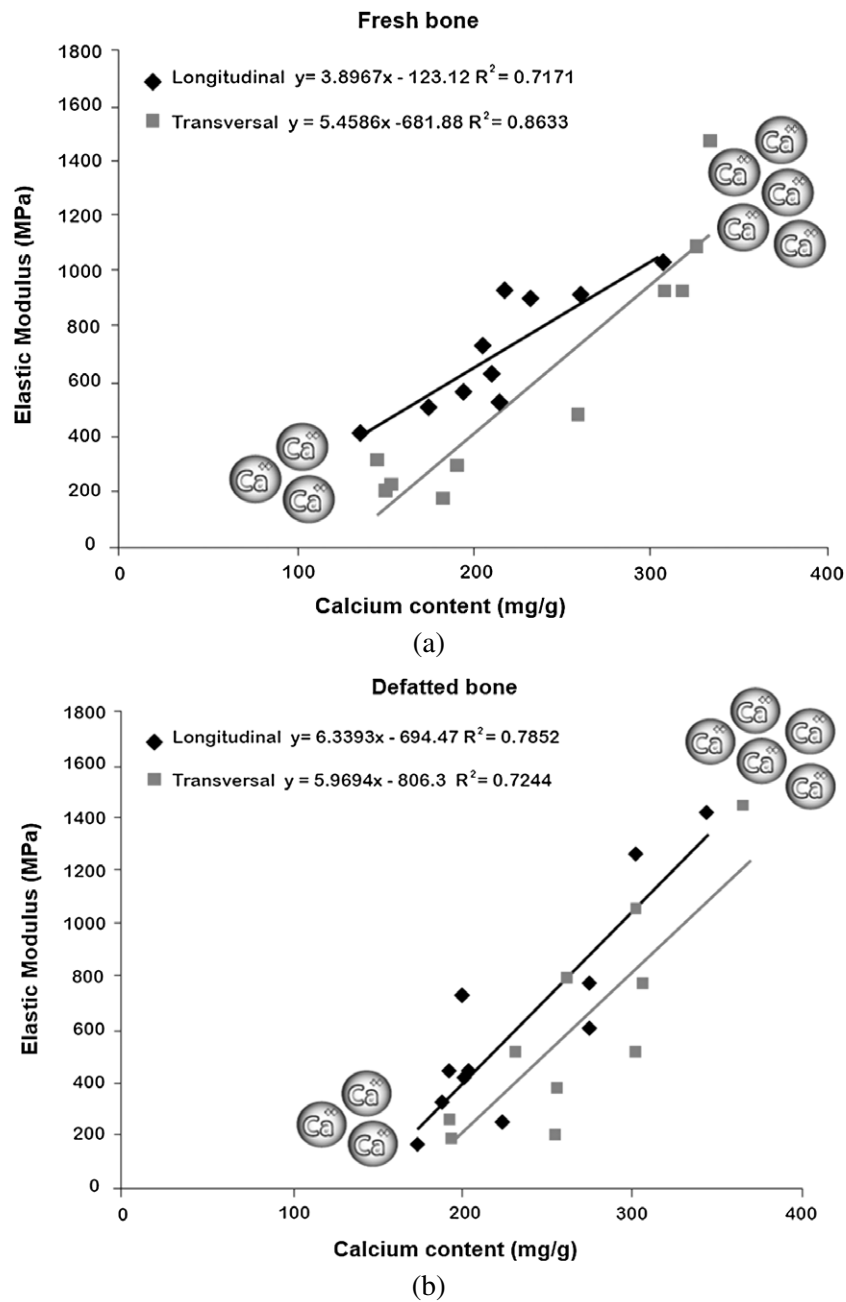 Fresh bone
1800
1600
1400
1200
1000
800
600
400
200
0
Elastic Modulus (MPa)
Longitudinal y= 3.8967x - 123.12 R² = 0.7171
Transversal y = 5.4586x -681.88 R² = 0.8633
Ca⁺⁺
Ca⁺⁺
Ca⁺⁺
Ca⁺⁺
Ca⁺⁺
Ca⁺⁺
Ca⁺⁺
Ca⁺⁺
0 100 200 300 400
Calcium content (mg/g)
(a)
Defatted bone
1800
1600
1400
1200
1000
800
600
400
200
0
Elastic Modulus (MPa)
Longitudinal y= 6.3393x - 694.47 R² = 0.7852
Transversal y = 5.9694x - 806.3 R² = 0.7244
Ca⁺⁺
Ca⁺⁺
Ca⁺⁺
Ca⁺⁺
Ca⁺⁺
Ca⁺⁺
Ca⁺⁺
Ca⁺⁺
0 100 200 300 400
Calcium content (mg/g)
(b)